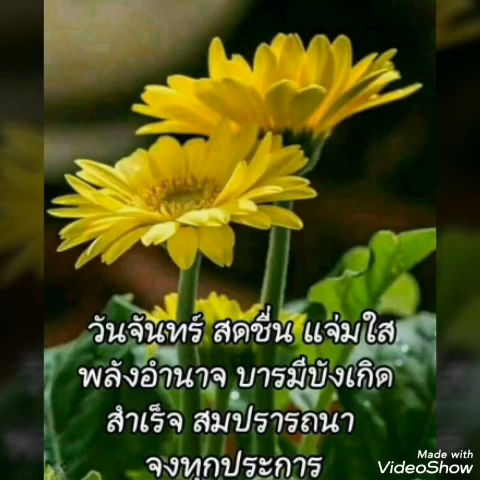 วันจันทร์ สดชื่น แจ่มใส
พลังอำนาจ บารมีบังเกิด
สำเร็จ สมปรารถนา
จงทุกประการ
Made with
VideoShow